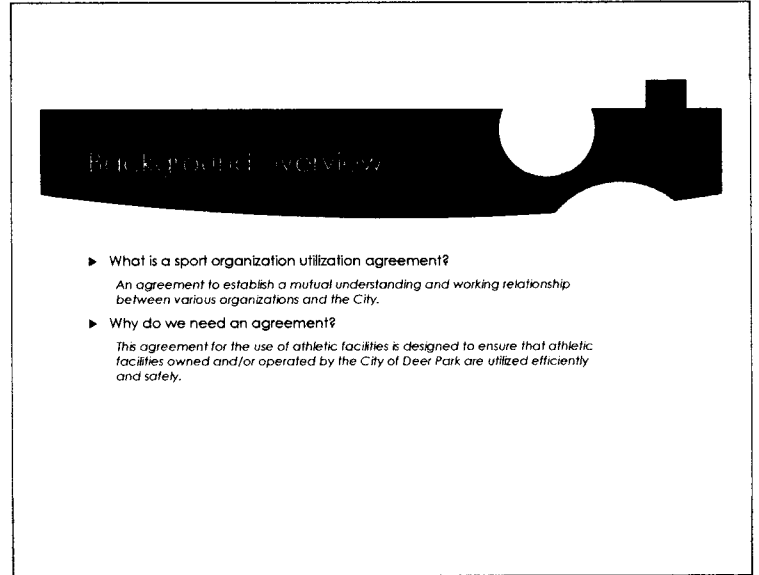 Background overview
▶ What is a sport organization utilization agreement?
An agreement to establish a mutual understanding and working relationship
between various organizations and the City.
▶ Why do we need an agreement?
This agreement for the use of athletic facilities is designed to ensure that athletic
facilities owned and/or operated by the City of Deer Park are utilized efficiently
and safely.